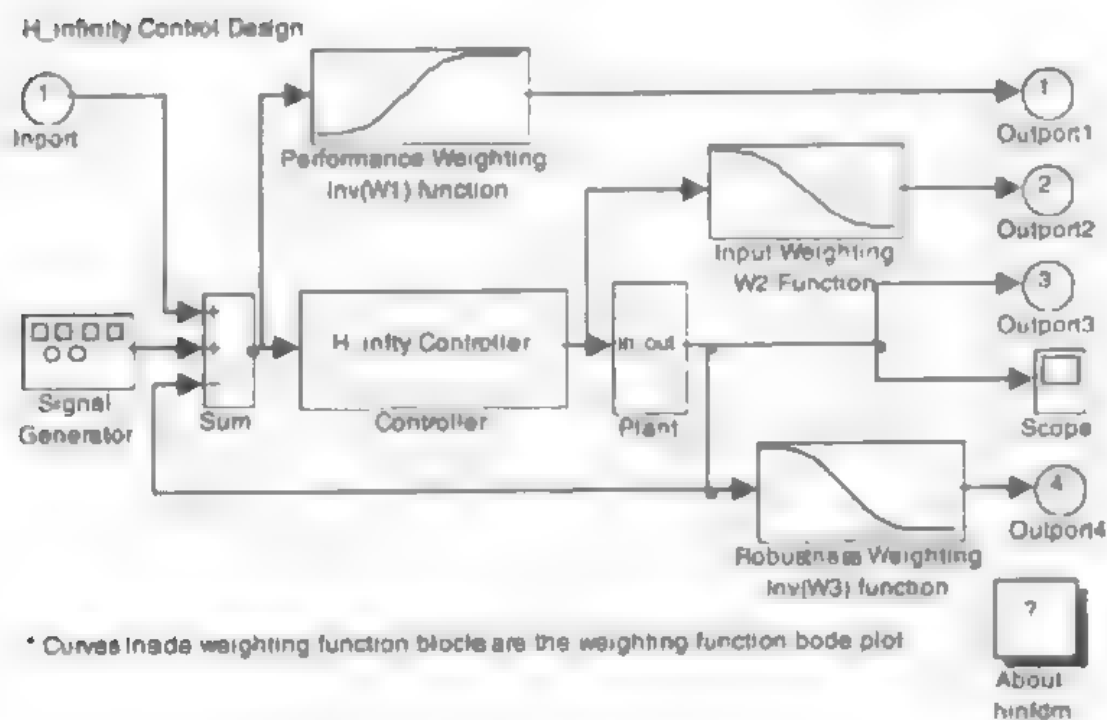 H_infinity Control Design
1
Inport
Performance Weighting
Inv(W1) function
1
Outport1
2
Outport2
Input Weighting
W2 Function
3
Outport3
+
+
-
Sum
Signal
Generator
H_infity Controller
Controller
in out
Plant
Scope
4
Outport4
Robustness Weighting
Inv(W3) function
?
About
* Curves inside weighting function blocks are the weighting function bode plot